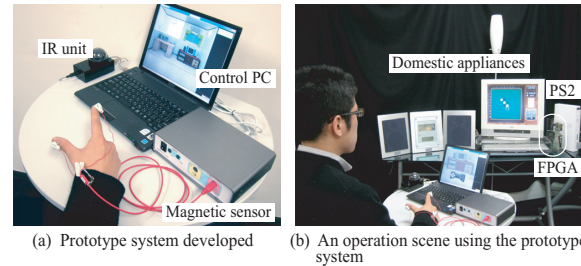 IR unit
Control PC
Magnetic sensor
(a) Prototype system developed
Domestic appliances
PS2
FPGA
(b) An operation scene using the prototype
system